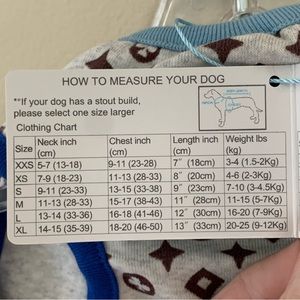 HOW TO MEASURE YOUR DOG
**If your dog has a stout build,
please select one size larger
Clothing Chart
Size Neck inch (cm) Chest inch (cm) Length inch (cm) Weight lbs (kg)
XXS 5-7 (13-18) 9-11 (23-28) 7" (18cm) 3-4 (1.5-2Kg)
XS 7-9 (18-23) 11-13 (28-33) 8" (20cm) 4-6 (2-3Kg)
S 9-11 (23-33) 13-15 (33-38) 9" (23cm) 7-10 (3-4.5Kg)
M 11-13 (28-33) 15-16 (38-41) 11" (28cm) 11-15 (5-7Kg)
L 13-14 (33-36) 16-18 (41-46) 12" (30cm) 16-20 (7-9Kg)
XL 14-15 (35-39) 18-20 (46-50) 13" (33cm) 20-25 (9-12Kg)